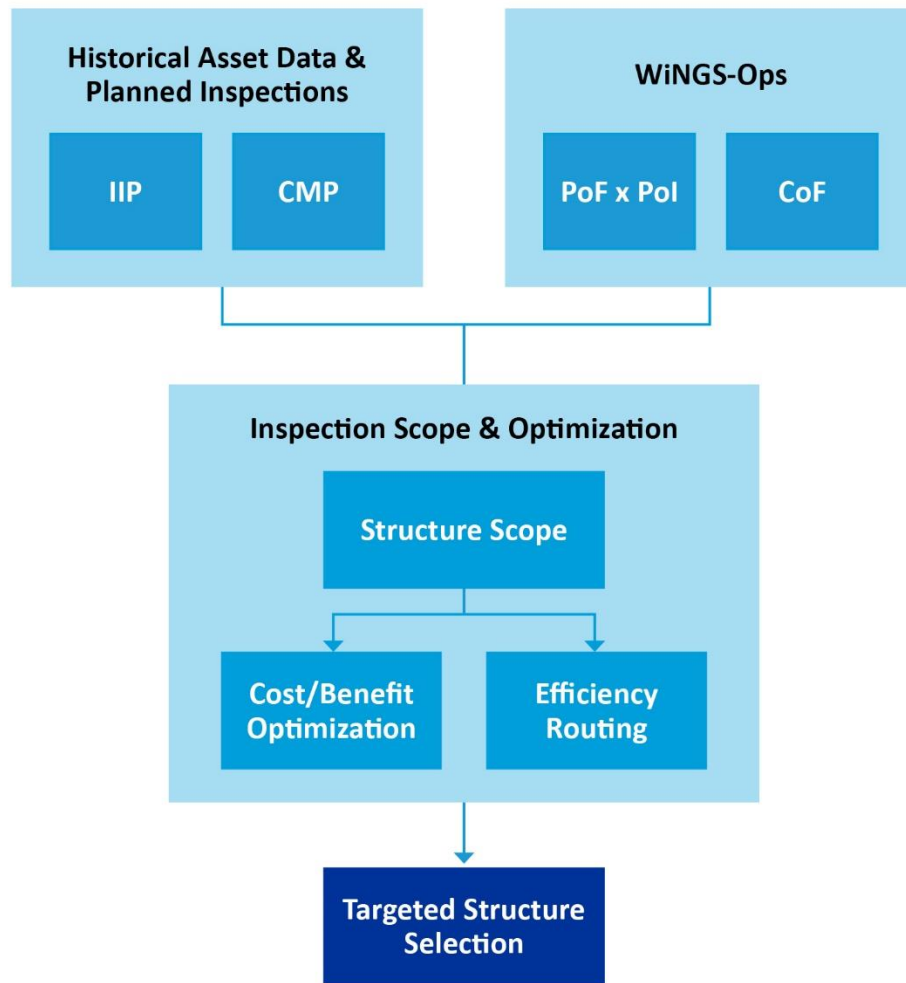 Historical Asset Data &
Planned Inspections
IIP
CMP
WiNGS-Ops
PoF x PoI
CoF
Inspection Scope & Optimization
Structure Scope
Cost/Benefit
Optimization
Efficiency
Routing
Targeted Structure
Selection